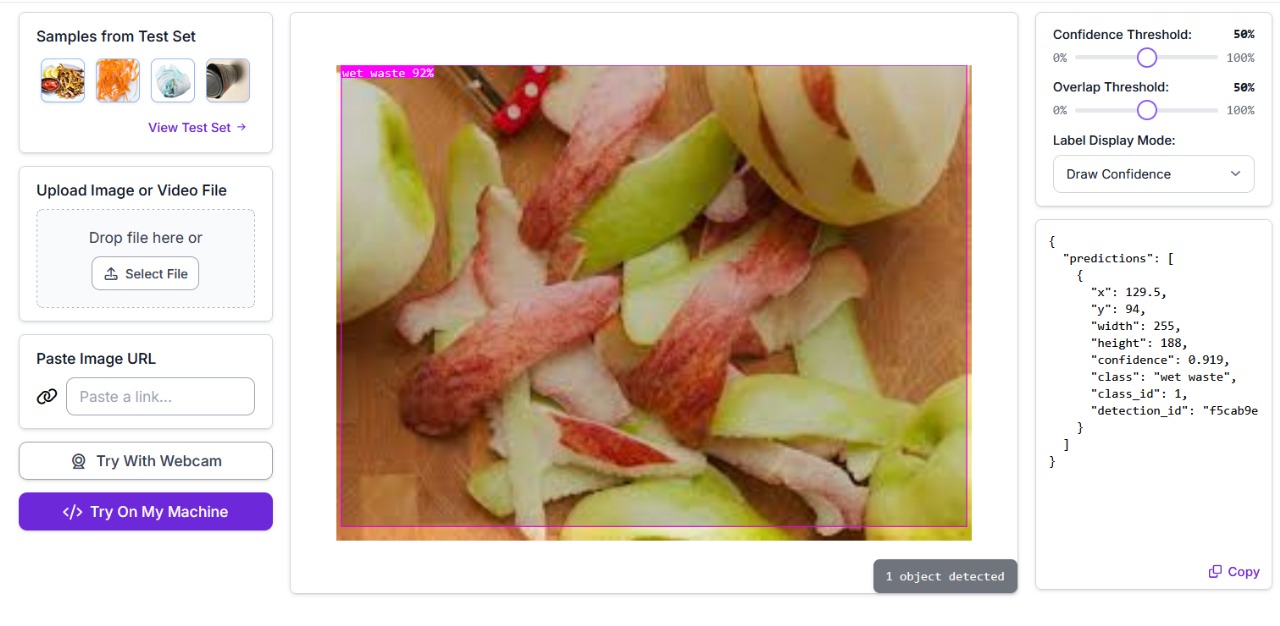 Samples from Test Set
View Test Set →
Upload Image or Video File
Drop file here or
Select File
Paste Image URL
Paste a link...
Try With Webcam
</> Try On My Machine
wet waste 92%
1 object detected
Confidence Threshold: 50%
0% 100%
Overlap Threshold: 50%
0% 100%
Label Display Mode:
Draw Confidence
{
"predictions": [
{
"x": 129.5,
"y": 94,
"width": 255,
"height": 188,
"confidence": 0.919,
"class": "wet waste",
"class_id": 1,
"detection_id": "f5cab9e
}
]
}
Copy